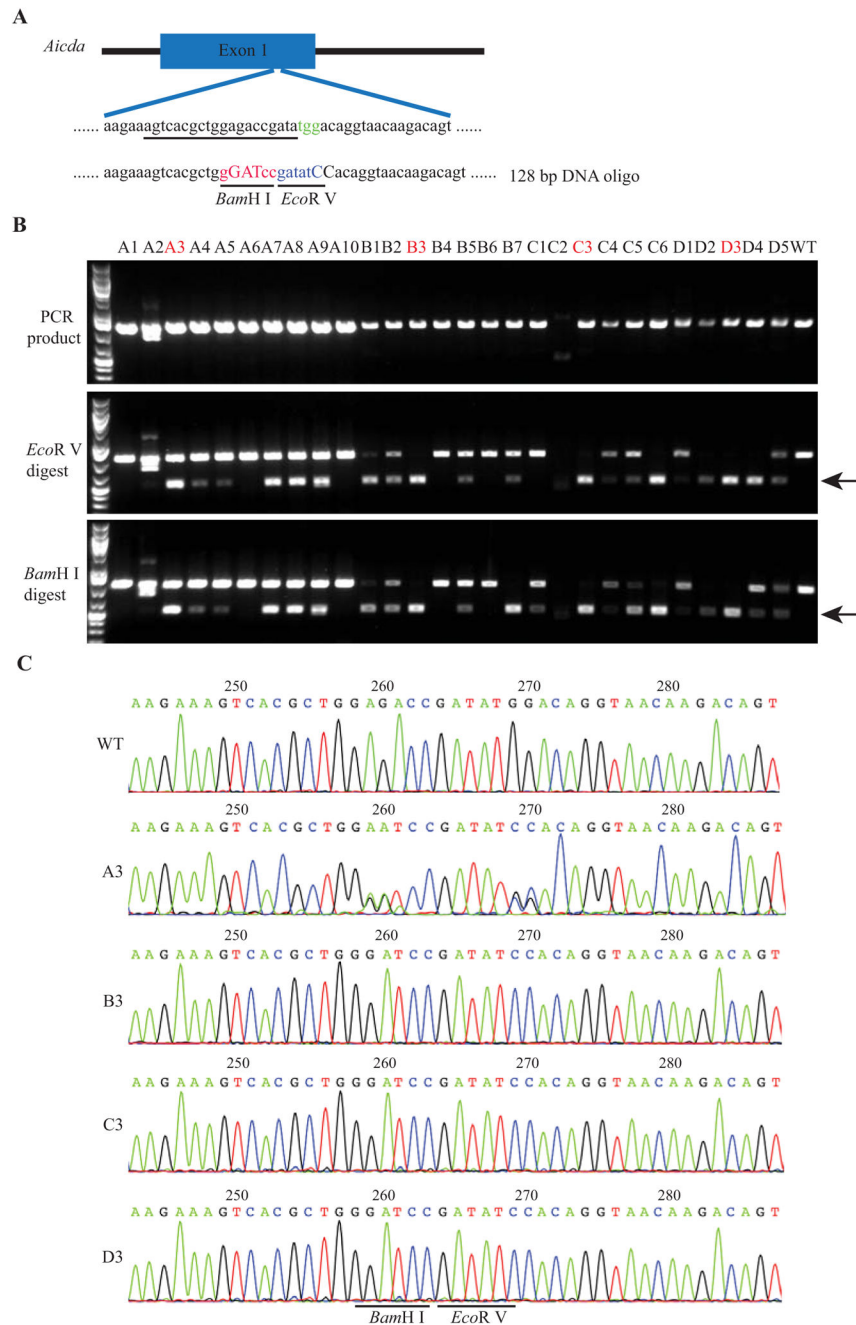 A
Aicda
Exon 1
...... aagaaagtcacgctggagaccgatatggacaggtaacaagacagt ......
...... aagaaagtcacgctgggGATccgatatCCacaggtaacaagacagt ...... 128 bp DNA oligo
BamH I EcoR V
B
A1 A2 A3 A4 A5 A6 A7 A8 A9 A10 B1 B2 B3 B4 B5 B6 B7 C1 C2 C3 C4 C5 C6 D1 D2 D3 D4 D5 WT
PCR
product
EcoR V
digest
BamH I
digest
C
250 260 270 280
AAGAAAGTCACGCTGGAGACCGATATGGACAGGTAACAAGACAGT
WT
250 260 270 280
AAGAAAGTCACGCTGGAATCCGATATCCACAGGTAACAAGACAGT
A3
250 260 270 280
AAGAAAGTCACGCTGGGATCCGATATCCACAGGTAACAAGACAGT
B3
250 260 270 280
AAGAAAGTCACGCTGGGATCCGATATCCACAGGTAACAAGACAGT
C3
250 260 270 280
AAGAAAGTCACGCTGGGATCCGATATCCACAGGTAACAAGACAGT
D3
BamH I EcoR V